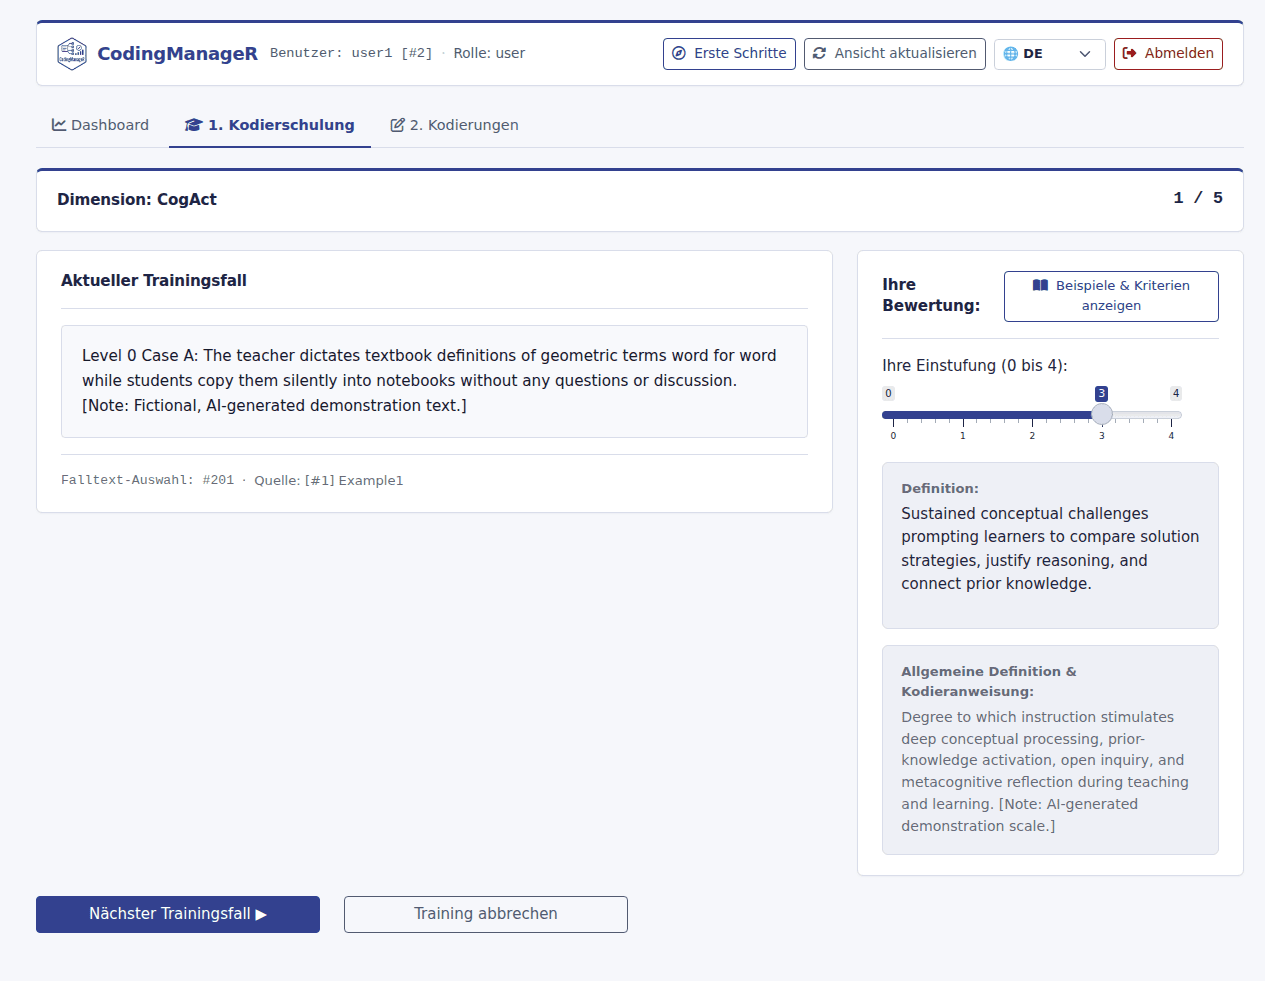 CodingManageR Benutzer: user1 [#2] · Rolle: user Erste Schritte Ansicht aktualisieren DE Abmelden
Dashboard 1. Kodierschulung 2. Kodierungen
Dimension: CogAct 1 / 5
Aktueller Trainingsfall
Level 0 Case A: The teacher dictates textbook definitions of geometric terms word for word
while students copy them silently into notebooks without any questions or discussion.
[Note: Fictional, AI-generated demonstration text.]
Falltext-Auswahl: #201 · Quelle: [#1] Example1
Ihre
Bewertung:
Beispiele & Kriterien
anzeigen
Ihre Einstufung (0 bis 4):
0 3 4
0 1 2 3 4
Definition:
Sustained conceptual challenges
prompting learners to compare solution
strategies, justify reasoning, and
connect prior knowledge.
Allgemeine Definition &
Kodieranweisung:
Degree to which instruction stimulates
deep conceptual processing, prior-
knowledge activation, open inquiry, and
metacognitive reflection during teaching
and learning. [Note: AI-generated
demonstration scale.]
Nächster Trainingsfall ▶ Training abbrechen